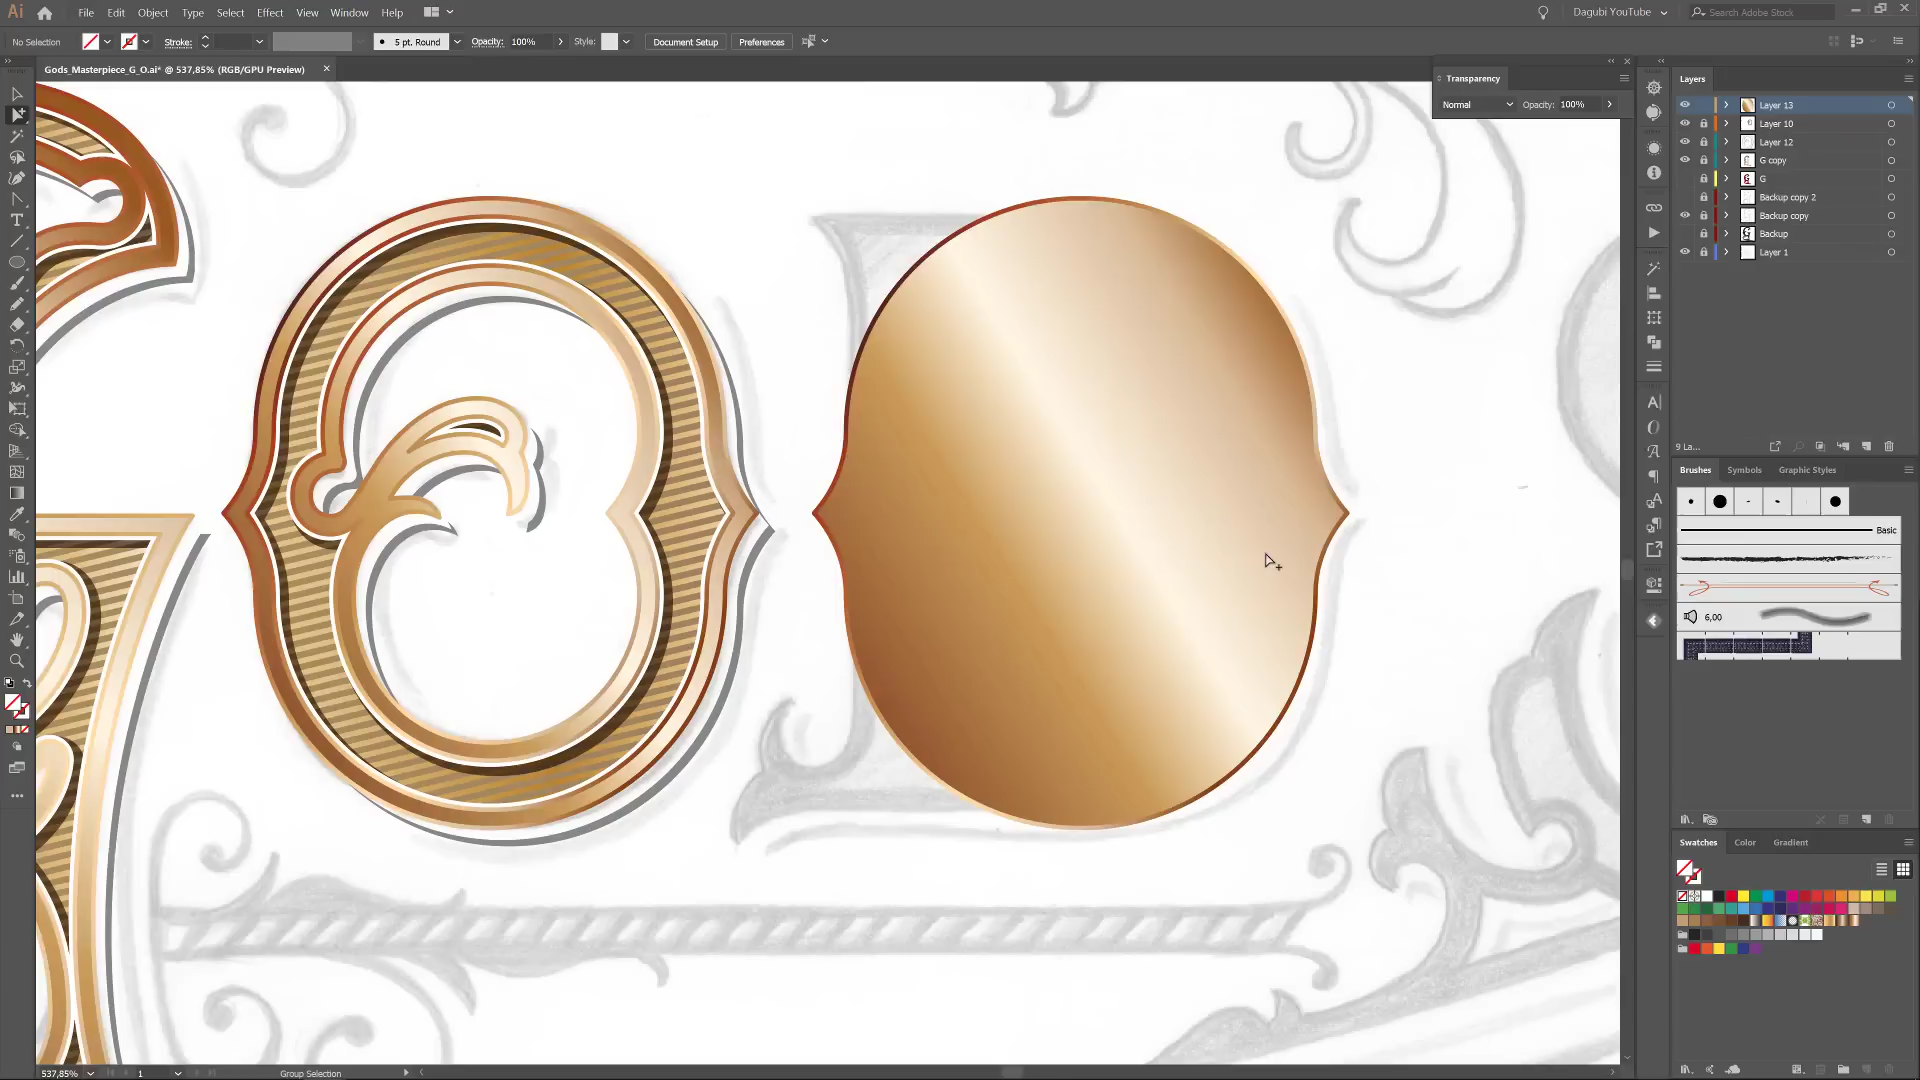 Ai File Edit Object Type Select Effect View Window Help Dagubi YouTube Search Adobe Stock
No Selection Stroke: 5 pt. Round Opacity: 100% Style: Document Setup Preferences
Gods_Masterpiece_G_O.ai* @ 537,85% (RGB/GPU Preview)
Transparency
Normal Opacity: 100%
Layers
Layer 13
Layer 10
Layer 12
G copy
G
Backup copy 2
Backup copy
Backup
Layer 1
9 La...
Brushes Symbols Graphic Styles
Basic
6,00
Swatches Color Gradient
537,85% 1 Group Selection